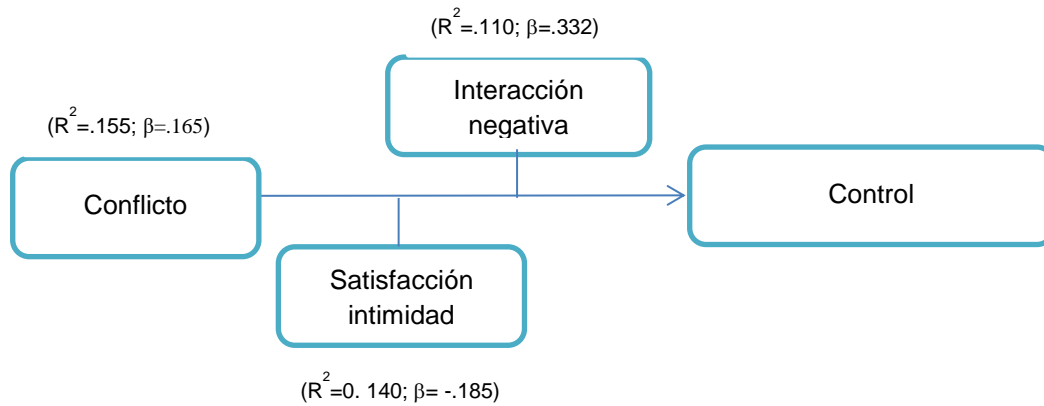 (R²=.110; β=.332)
Interacción
negativa
(R²=.155; β=.165)
Conflicto
Control
Satisfacción
intimidad
(R²=0. 140; β= -.185)